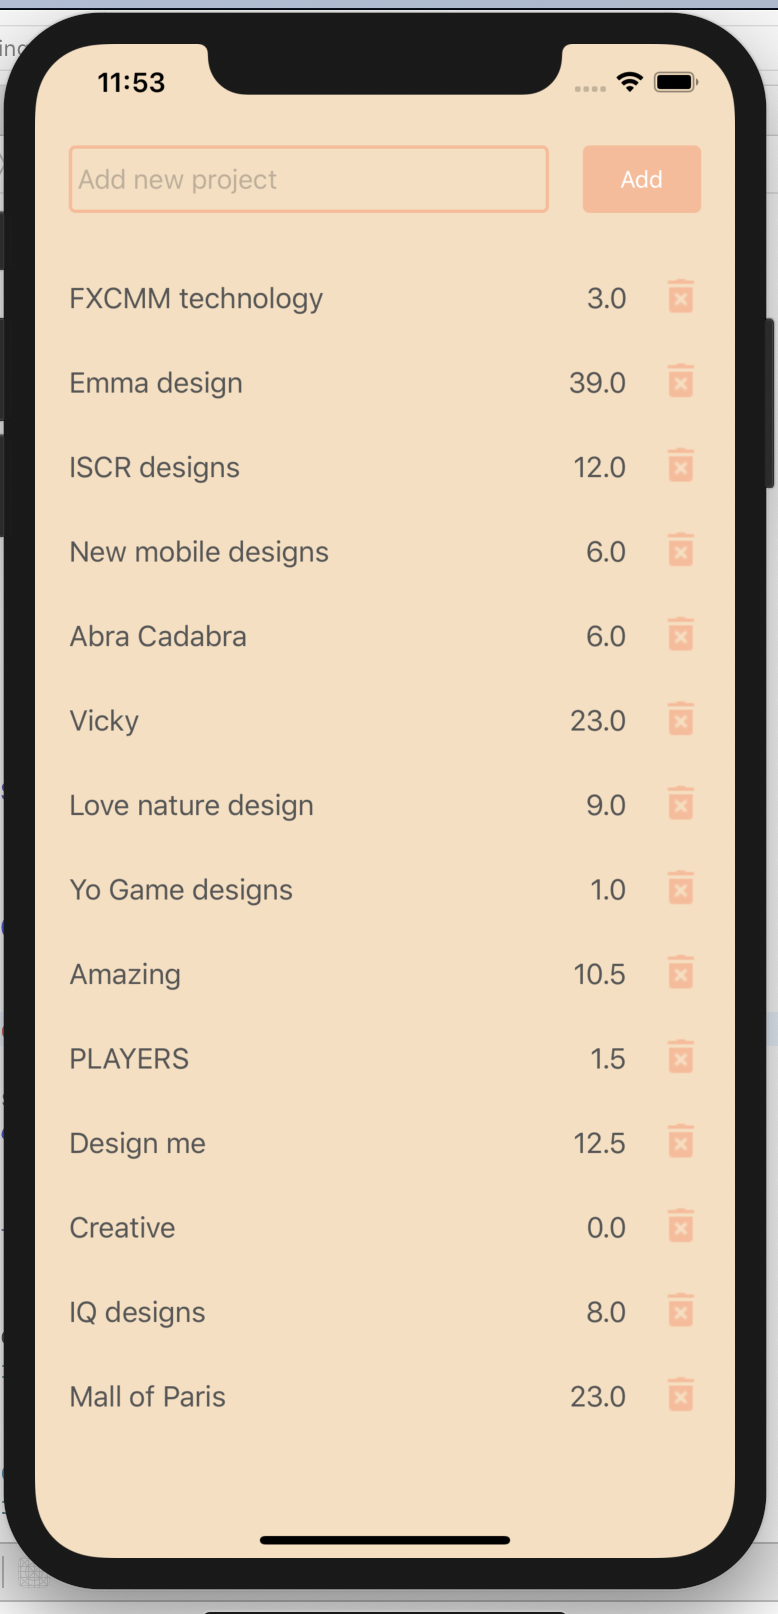 11:53
Add new project Add
FXCMM technology 3.0
Emma design 39.0
ISCR designs 12.0
New mobile designs 6.0
Abra Cadabra 6.0
Vicky 23.0
Love nature design 9.0
Yo Game designs 1.0
Amazing 10.5
PLAYERS 1.5
Design me 12.5
Creative 0.0
IQ designs 8.0
Mall of Paris 23.0